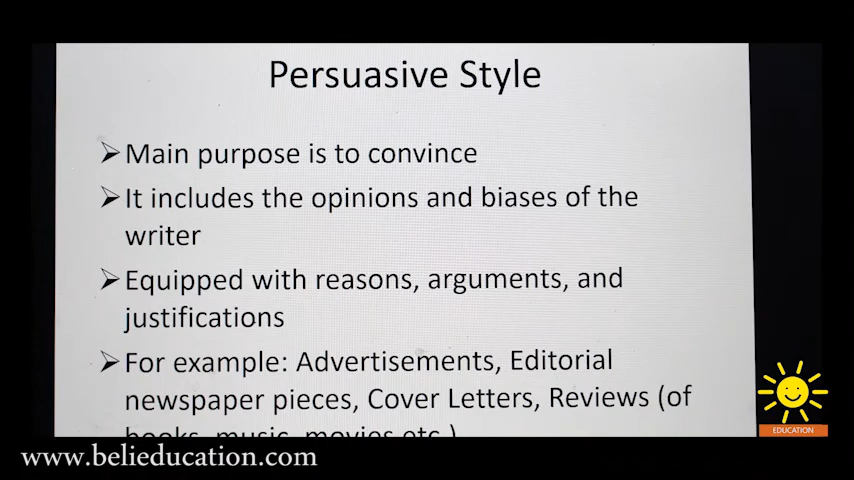 Persuasive Style
➢Main purpose is to convince
➢It includes the opinions and biases of the
writer
➢Equipped with reasons, arguments, and
justifications
➢For example: Advertisements, Editorial
newspaper pieces, Cover Letters, Reviews (of
books, music, movies etc.)
EDUCATION
www.belieducation.com